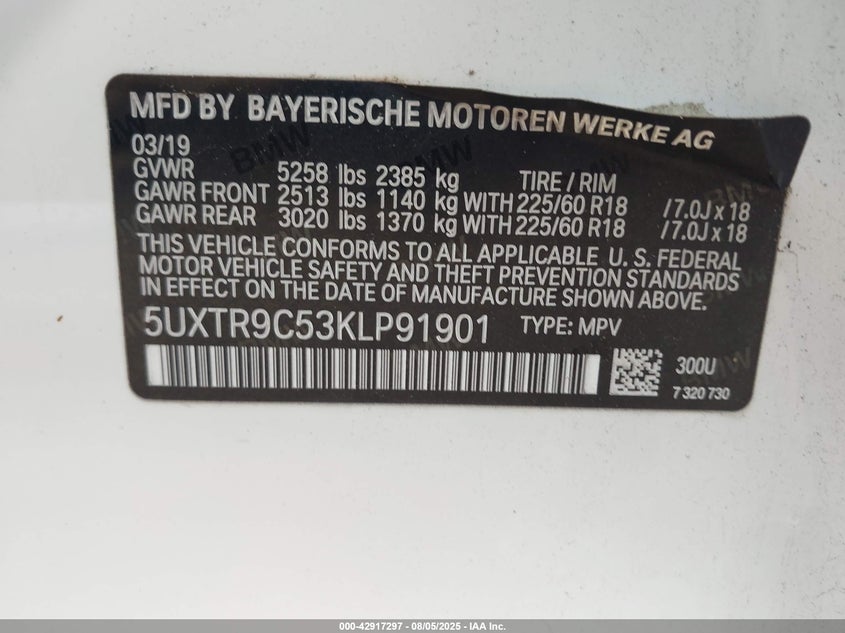 MFD BY BAYERISCHE MOTOREN WERKE AG
03/19
GVWR 5258 lbs 2385 kg TIRE / RIM
GAWR FRONT 2513 lbs 1140 kg WITH 225/60 R18 /7.0J x 18
GAWR REAR 3020 lbs 1370 kg WITH 225/60 R18 /7.0J x 18
THIS VEHICLE CONFORMS TO ALL APPLICABLE U. S. FEDERAL
MOTOR VEHICLE SAFETY AND THEFT PREVENTION STANDARDS
IN EFFECT ON THE DATE OF MANUFACTURE SHOWN ABOVE.
5UXTR9C53KLP91901 TYPE: MPV
300U
7 320 730
000-42917297 - 08/05/2025 - IAA Inc.